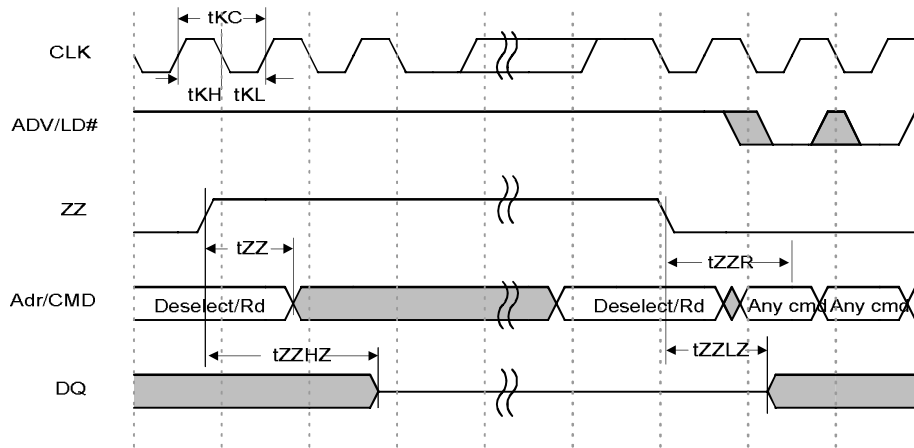 tKC
CLK
tKH tKL
ADV/LD#
ZZ
tZZ
tZZR
Adr/CMD
Deselect/Rd
Deselect/Rd
Any cmd
Any cmd
tZZHZ
tZZLZ
DQ